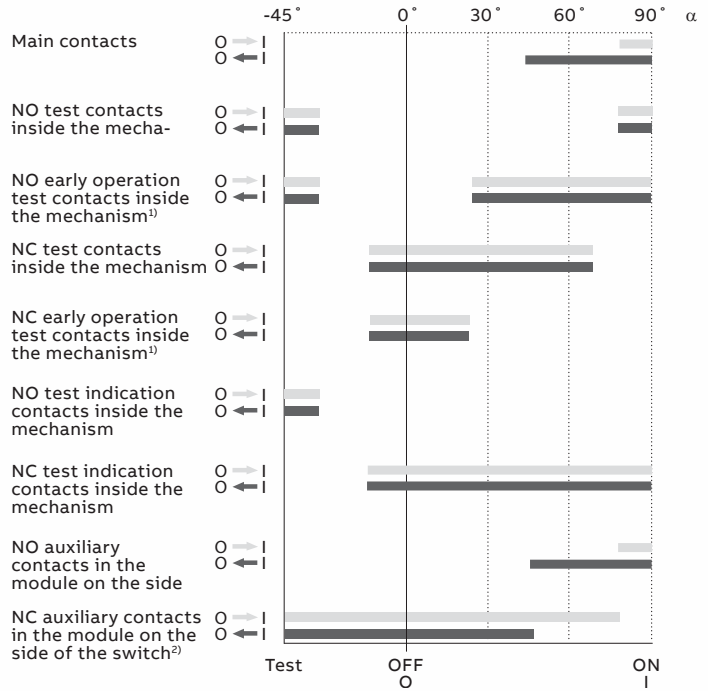 -45° 0° 30° 60° 90° α
Main contacts O I
O I
NO test contacts O I
inside the mecha- O I
NO early operation O I
test contacts inside O I
the mechanism1)
NC test contacts O I
inside the mechanism O I
NC early operation O I
test contacts inside O I
the mechanism1)
NO test indication O I
contacts inside the O I
mechanism
NC test indication O I
contacts inside the O I
mechanism
NO auxiliary O I
contacts in the O I
module on the side
NC auxiliary contacts O I
in the module on the O I
side of the switch2)
Test OFF ON
O I